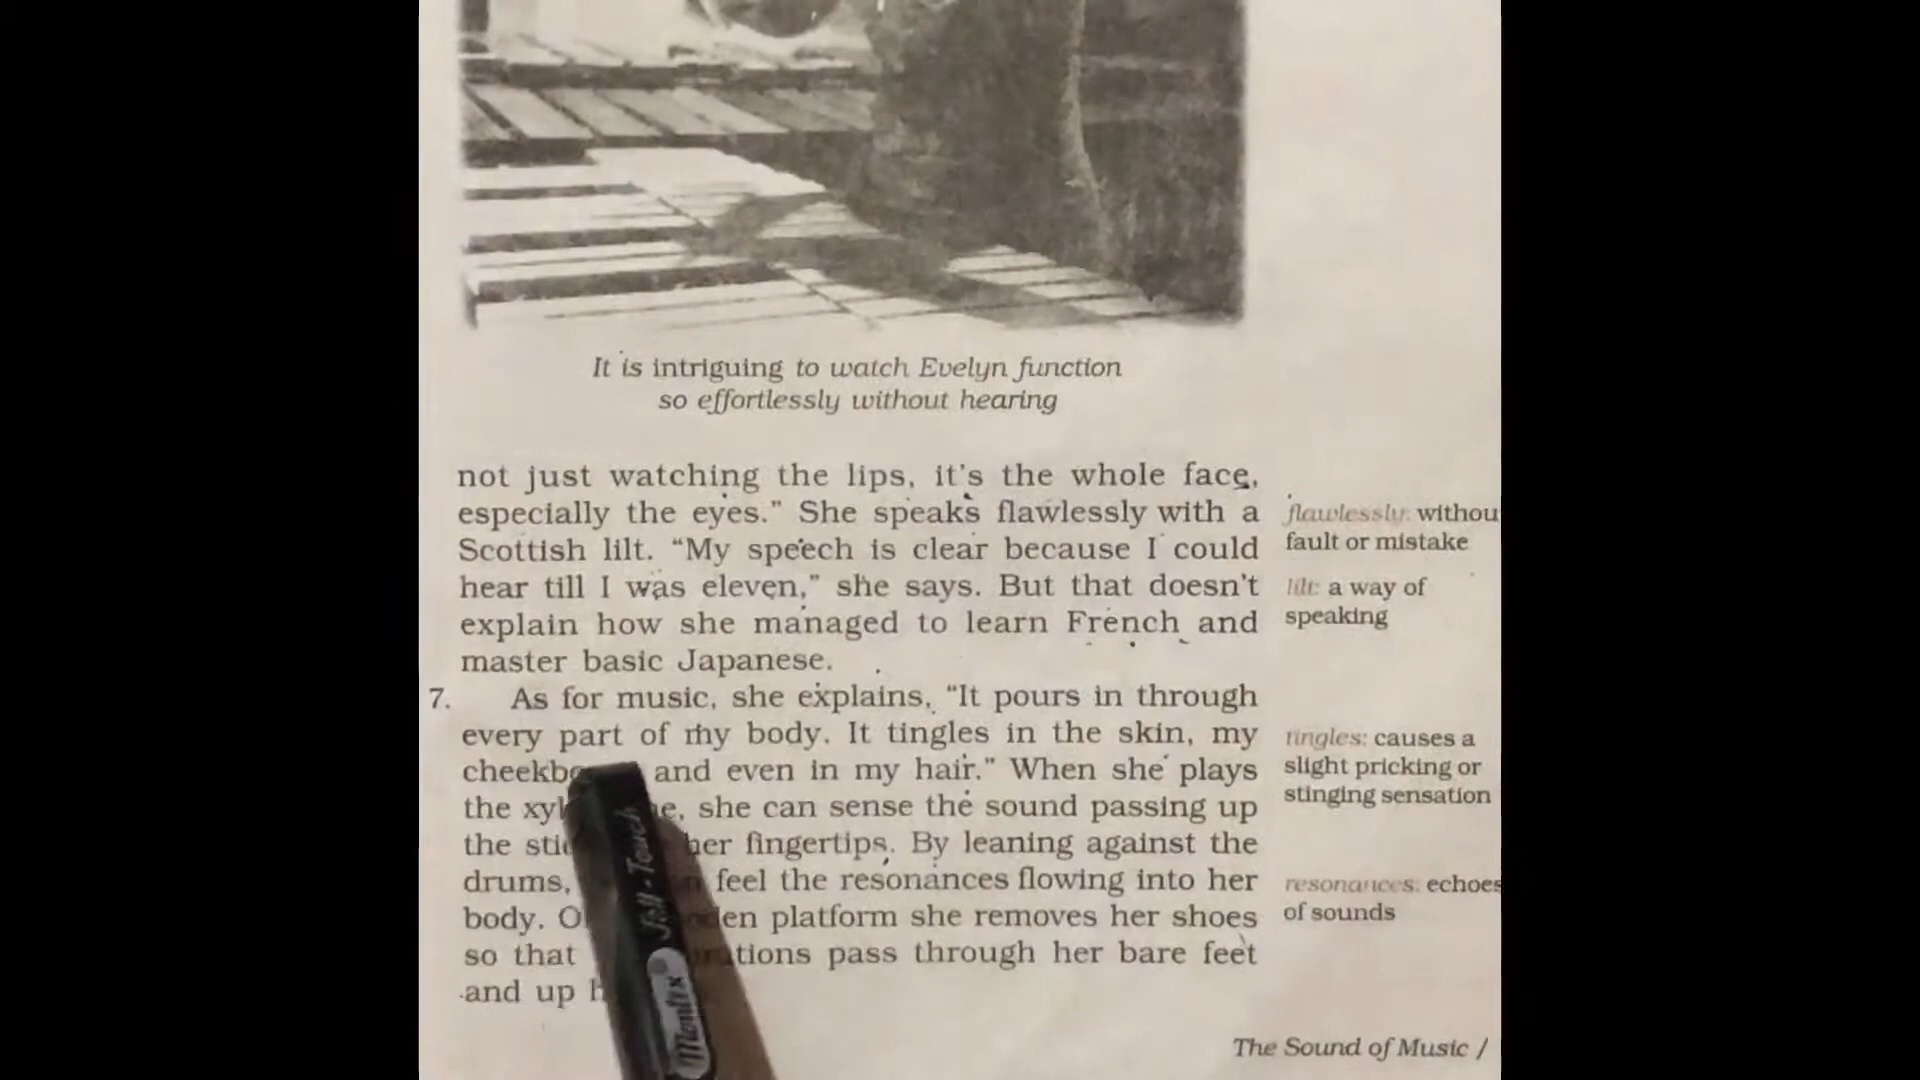 It is intriguing to watch Evelyn function
so effortlessly without hearing
not just watching the lips, it's the whole face,
especially the eyes." She speaks flawlessly with a
Scottish lilt. "My speech is clear because I could
hear till I was eleven," she says. But that doesn't
explain how she managed to learn French and
master basic Japanese.
flawlessly: withou
fault or mistake
lilt: a way of
speaking
7. As for music, she explains, "It pours in through
every part of my body. It tingles in the skin, my
and even in my hair." When she plays
the she can sense the sound passing up
the her fingertips. By leaning against the
drums, feel the resonances flowing into her
body. platform she removes her shoes
so that pass through her bare feet
and up
tingles: causes a
slight pricking or
stinging sensation
resonances: echoes
of sounds
The Sound of Music /
Jell-Touch
Montex